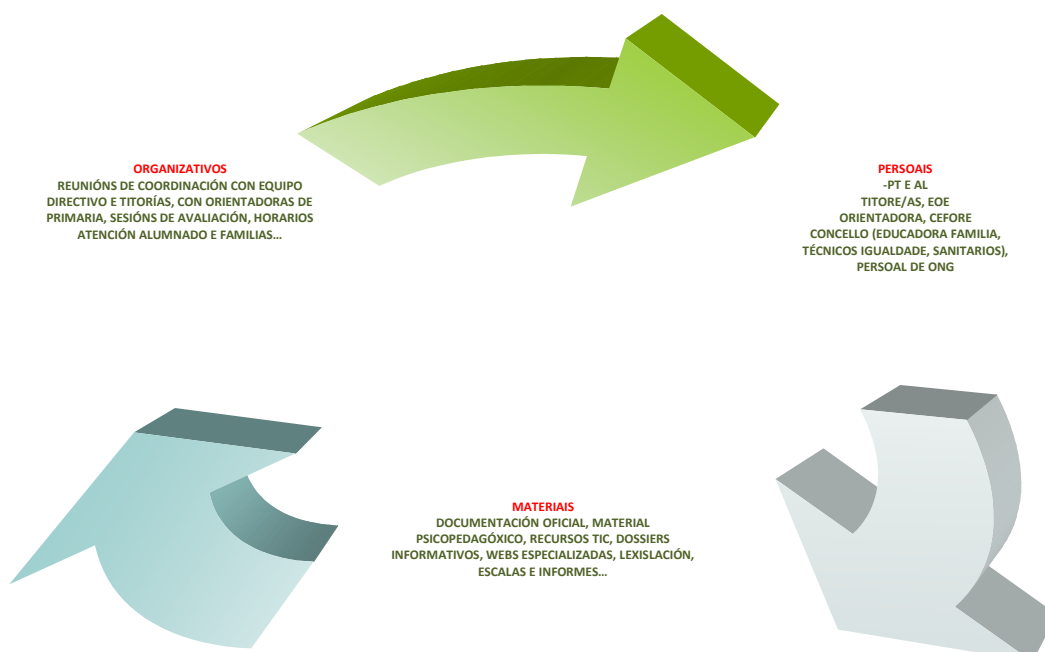 ORGANIZATIVOS
REUNIÓNS DE COORDINACIÓN CON EQUIPO
DIRECTIVO E TITORÍAS, CON ORIENTADORAS DE
PRIMARIA, SESIÓNS DE AVALIACIÓN, HORARIOS
ATENCIÓN ALUMNADO E FAMILIAS...
PERSOAIS
-PT E AL
TITORE/AS, EOE
ORIENTADORA, CEFORE
CONCELLO (EDUCADORA FAMILIA,
TÉCNICOS IGUALDADE, SANITARIOS),
PERSOAL DE ONG
MATERIAIS
DOCUMENTACIÓN OFICIAL, MATERIAL
PSICOPEDAGÓXICO, RECURSOS TIC, DOSSIERS
INFORMATIVOS, WEBS ESPECIALIZADAS, LEXISLACIÓN,
ESCALAS E INFORMES...